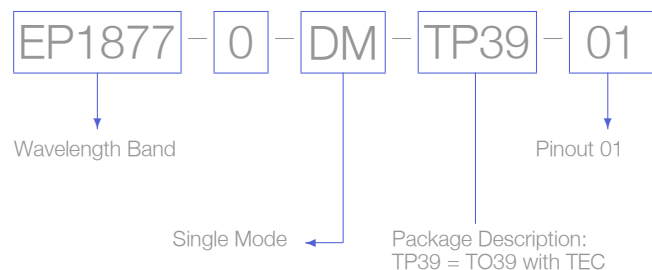 EP1877 - 0 - DM - TP39 - 01
Wavelength Band
Pinout 01
Single Mode
Package Description:
TP39 = TO39 with TEC